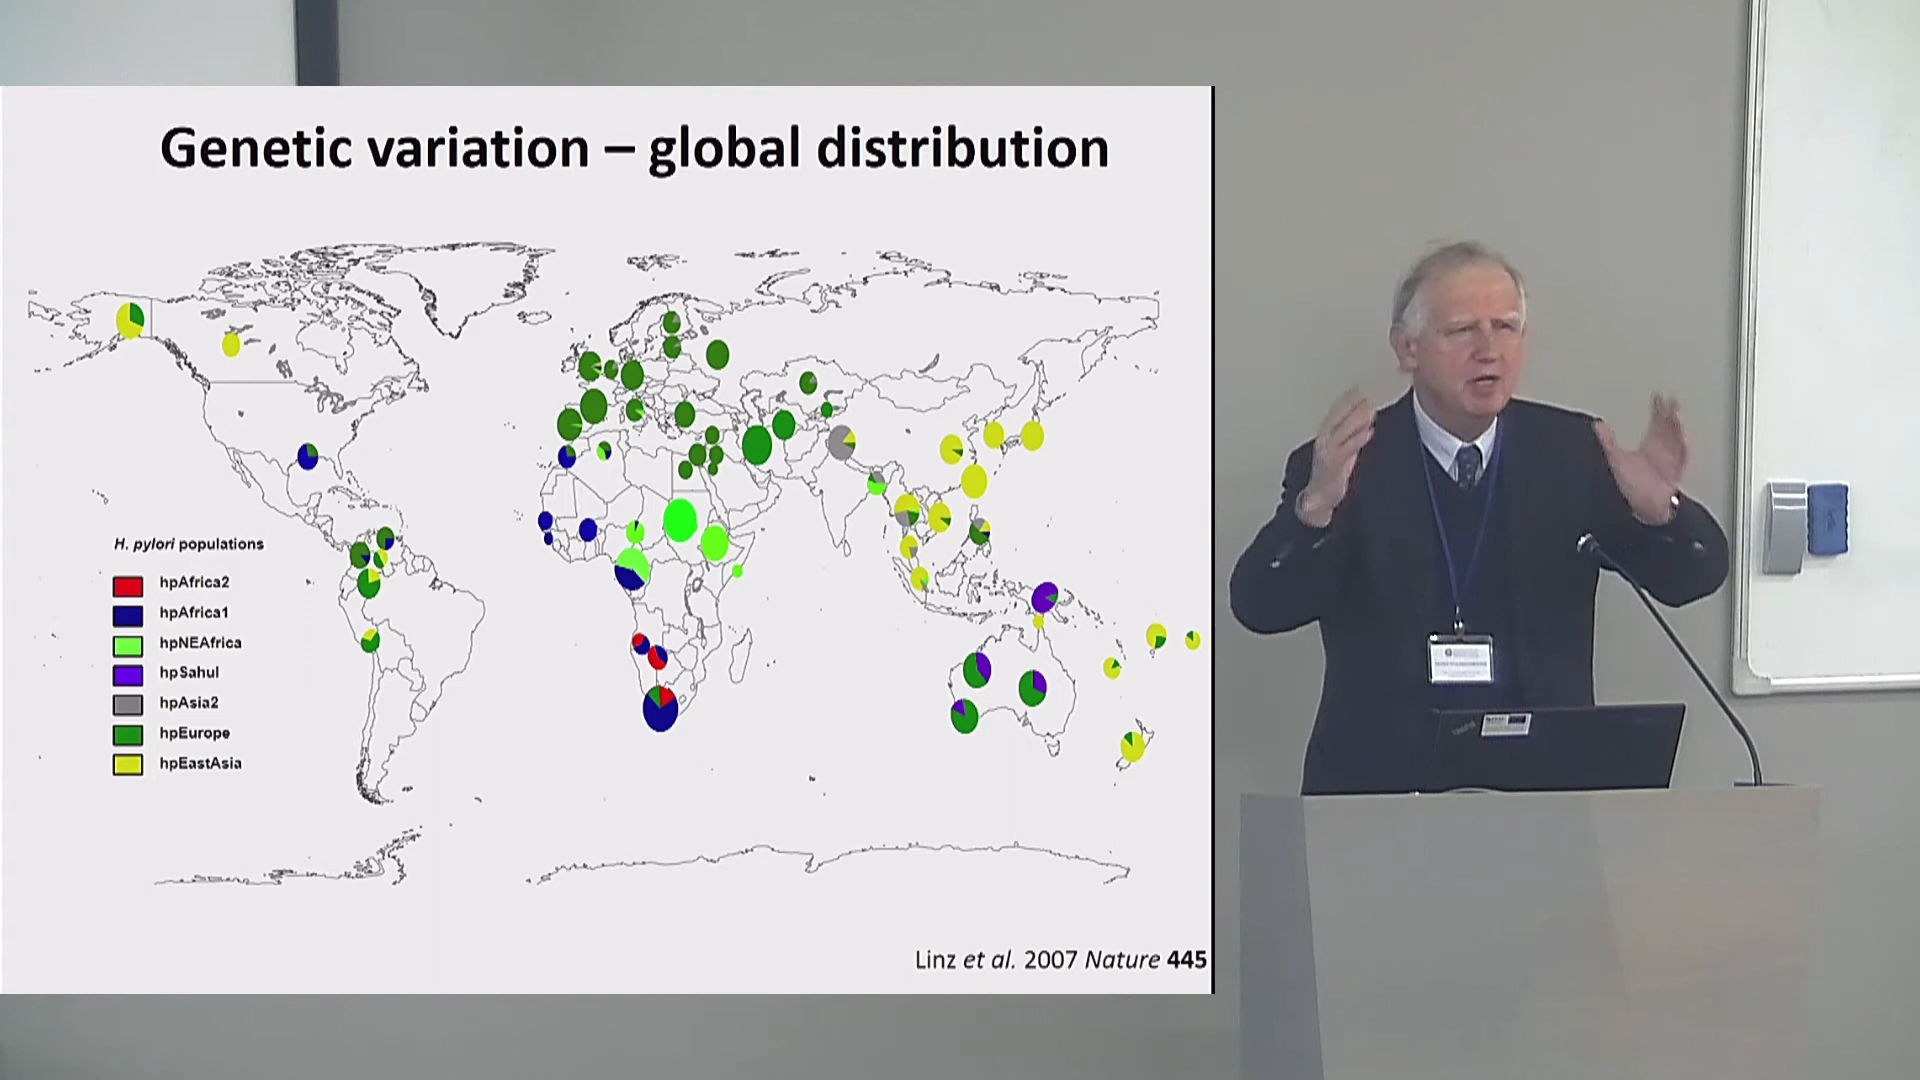 Genetic variation – global distribution
H. pylori populations
hpAfrica2
hpAfrica1
hpNEAfrica
hpSahul
hpAsia2
hpEurope
hpEastAsia
Linz et al. 2007 Nature 445